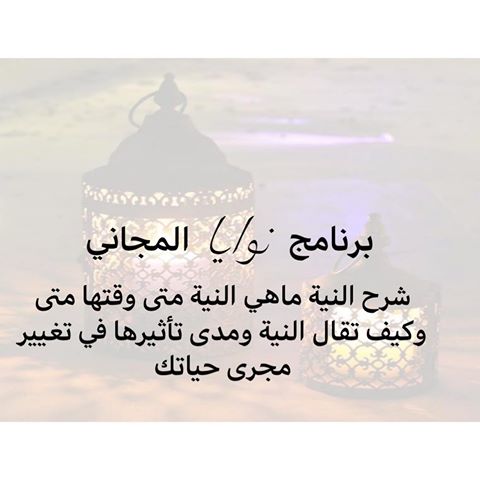 برنامج نوايا المجاني
شرح النية ماهي النية متى وقتها متى
وكيف تقال النية ومدى تأثيرها في تغيير
مجرى حياتك